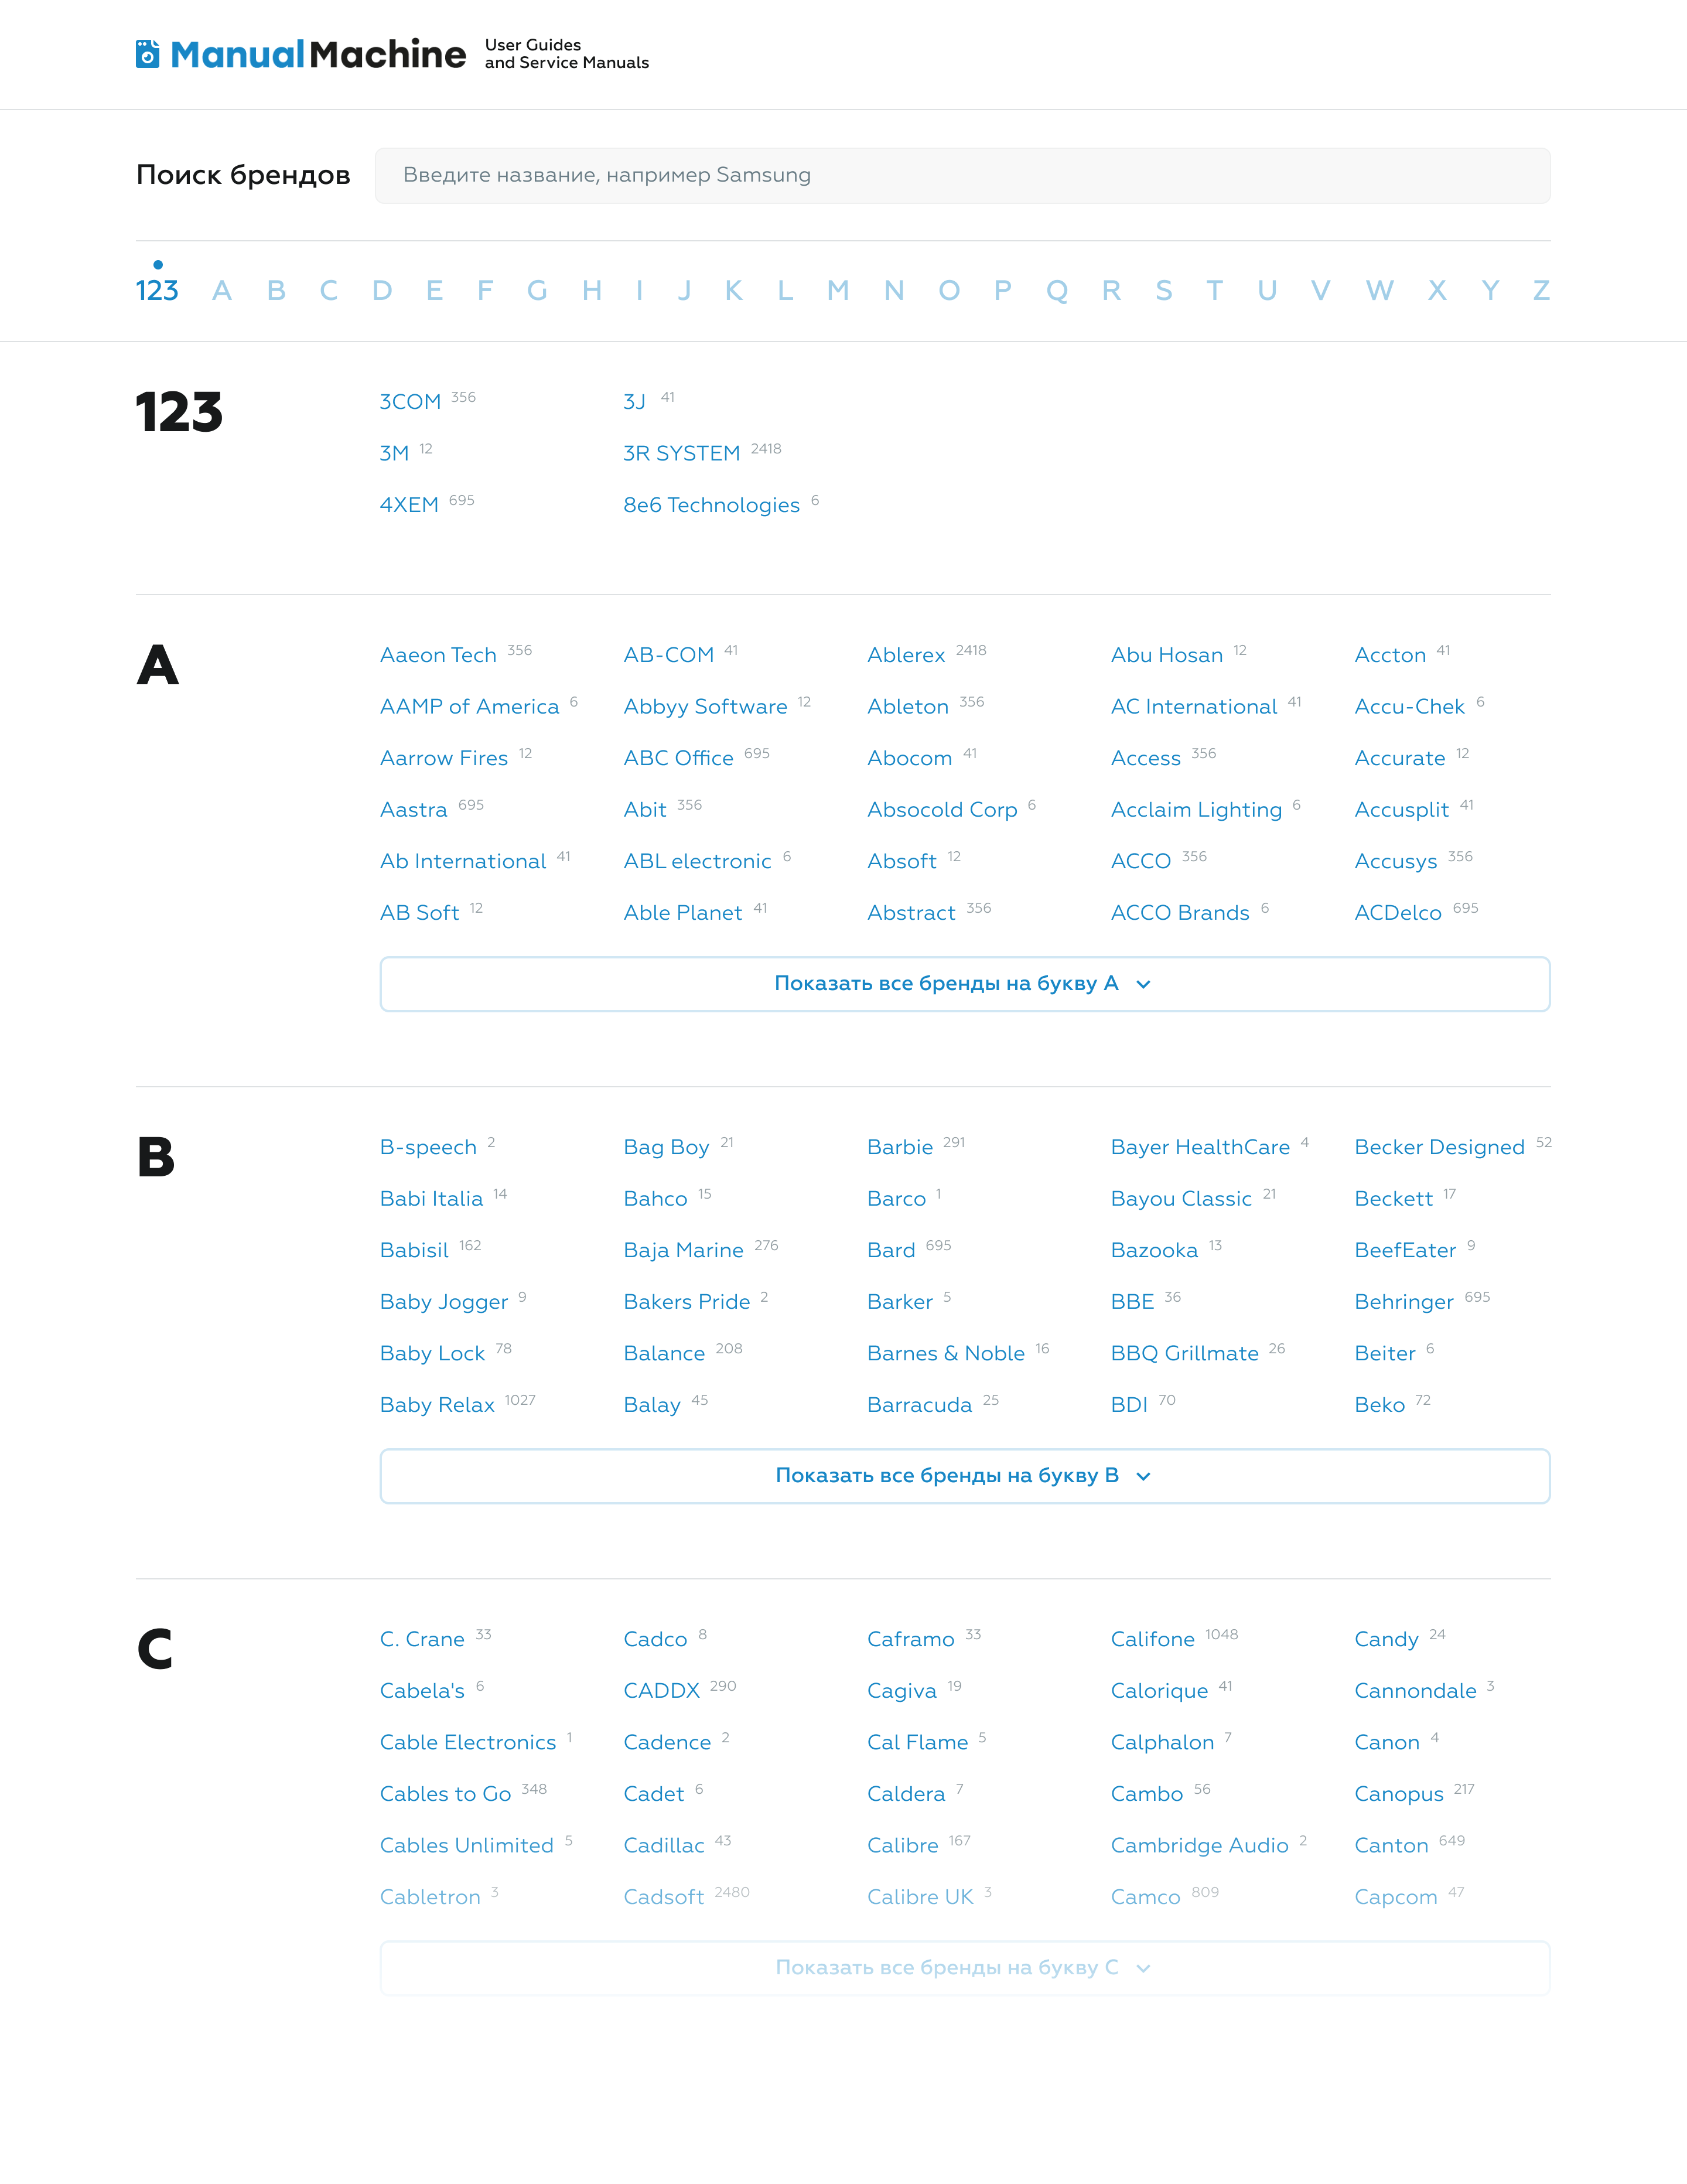 ManualMachine User Guides
and Service Manuals
Поиск брендов Введите название, например Samsung
123 A B C D E F G H I J K L M N O P Q R S T U V W X Y Z
123
3COM 356 3J 41
3M 12 3R SYSTEM 2418
4XEM 695 8e6 Technologies 6
A
Aaeon Tech 356 AB-COM 41 Ablerex 2418 Abu Hosan 12 Accton 41
AAMP of America 6 Abbyy Software 12 Ableton 356 AC International 41 Accu-Chek 6
Aarrow Fires 12 ABC Office 695 Abocom 41 Access 356 Accurate 12
Aastra 695 Abit 356 Absocold Corp 6 Acclaim Lighting 6 Accusplit 41
Ab International 41 ABL electronic 6 Absoft 12 ACCO 356 Accusys 356
AB Soft 12 Able Planet 41 Abstract 356 ACCO Brands 6 ACDelco 695
Показать все бренды на букву A
B
B-speech 2 Bag Boy 21 Barbie 291 Bayer HealthCare 4 Becker Designed 52
Babi Italia 14 Bahco 15 Barco 1 Bayou Classic 21 Beckett 17
Babisil 162 Baja Marine 276 Bard 695 Bazooka 13 BeefEater 9
Baby Jogger 9 Bakers Pride 2 Barker 5 BBE 36 Behringer 695
Baby Lock 78 Balance 208 Barnes & Noble 16 BBQ Grillmate 26 Beiter 6
Baby Relax 1027 Balay 45 Barracuda 25 BDI 70 Beko 72
Показать все бренды на букву B
C
C. Crane 33 Cadco 8 Caframo 33 Califone 1048 Candy 24
Cabela's 6 CADDX 290 Cagiva 19 Calorique 41 Cannondale 3
Cable Electronics 1 Cadence 2 Cal Flame 5 Calphalon 7 Canon 4
Cables to Go 348 Cadet 6 Caldera 7 Cambo 56 Canopus 217
Cables Unlimited 5 Cadillac 43 Calibre 167 Cambridge Audio 2 Canton 649
Cabletron 3 Cadsoft 2480 Calibre UK 3 Camco 809 Capcom 47
Показать все бренды на букву C